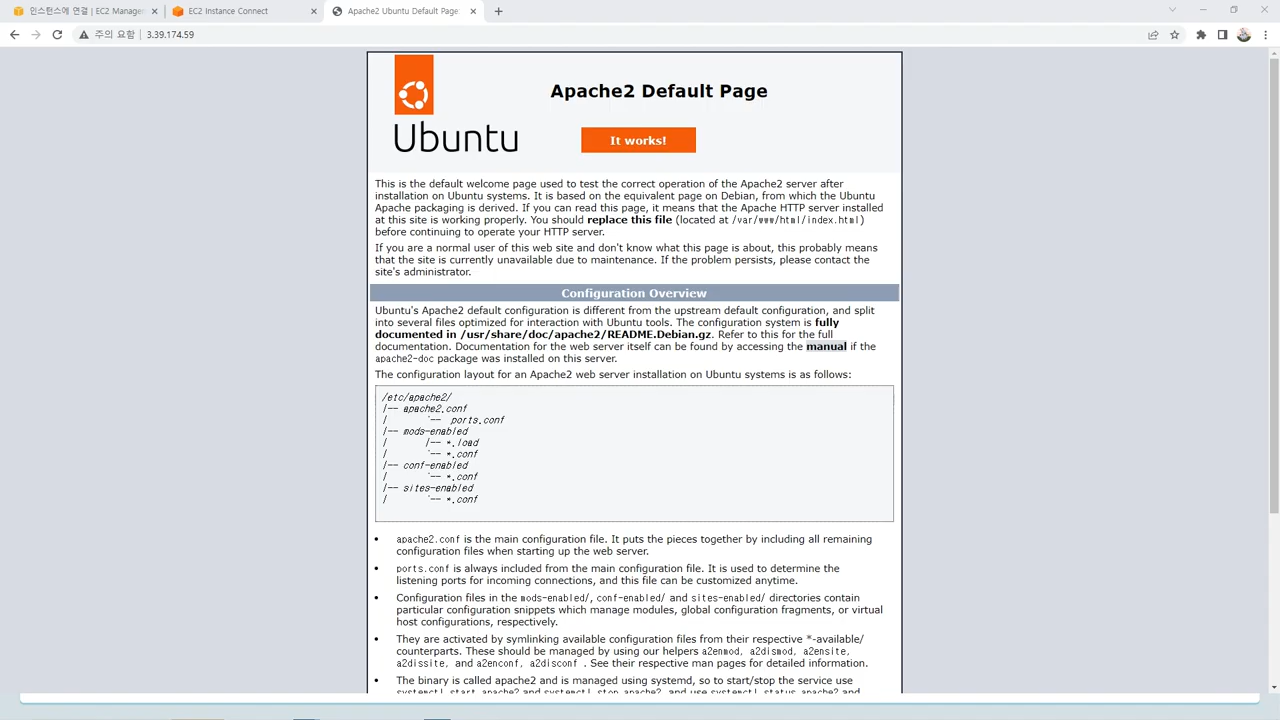 인스턴스에 연결 | EC2 Manage
EC2 Instance Connect
Apache2 Ubuntu Default Page:
주의 요함
3.39.174.59
Ubuntu
Apache2 Default Page
It works!
This is the default welcome page used to test the correct operation of the Apache2 server after
installation on Ubuntu systems. It is based on the equivalent page on Debian, from which the Ubuntu
Apache packaging is derived. If you can read this page, it means that the Apache HTTP server installed
at this site is working properly. You should replace this file (located at /var/www/html/index.html)
before continuing to operate your HTTP server.
If you are a normal user of this web site and don't know what this page is about, this probably means
that the site is currently unavailable due to maintenance. If the problem persists, please contact the
site's administrator.
Configuration Overview
Ubuntu's Apache2 default configuration is different from the upstream default configuration, and split
into several files optimized for interaction with Ubuntu tools. The configuration system is fully
documented in /usr/share/doc/apache2/README.Debian.gz. Refer to this for the full
documentation. Documentation for the web server itself can be found by accessing the manual if the
apache2-doc package was installed on this server.
The configuration layout for an Apache2 web server installation on Ubuntu systems is as follows:
/etc/apache2/
|-- apache2.conf
|       `--  ports.conf
|-- mods-enabled
|       |-- *.load
|       `-- *.conf
|-- conf-enabled
|       `-- *.conf
|-- sites-enabled
|       `-- *.conf
• apache2.conf is the main configuration file. It puts the pieces together by including all remaining
configuration files when starting up the web server.
• ports.conf is always included from the main configuration file. It is used to determine the
listening ports for incoming connections, and this file can be customized anytime.
• Configuration files in the mods-enabled/, conf-enabled/ and sites-enabled/ directories contain
particular configuration snippets which manage modules, global configuration fragments, or virtual
host configurations, respectively.
• They are activated by symlinking available configuration files from their respective *-available/
counterparts. These should be managed by using our helpers a2enmod, a2dismod, a2ensite,
a2dissite, and a2enconf, a2disconf . See their respective man pages for detailed information.
• The binary is called apache2 and is managed using systemd, so to start/stop the service use
systemctl start apache2 and systemctl stop apache2, and use systemctl status apache2 and